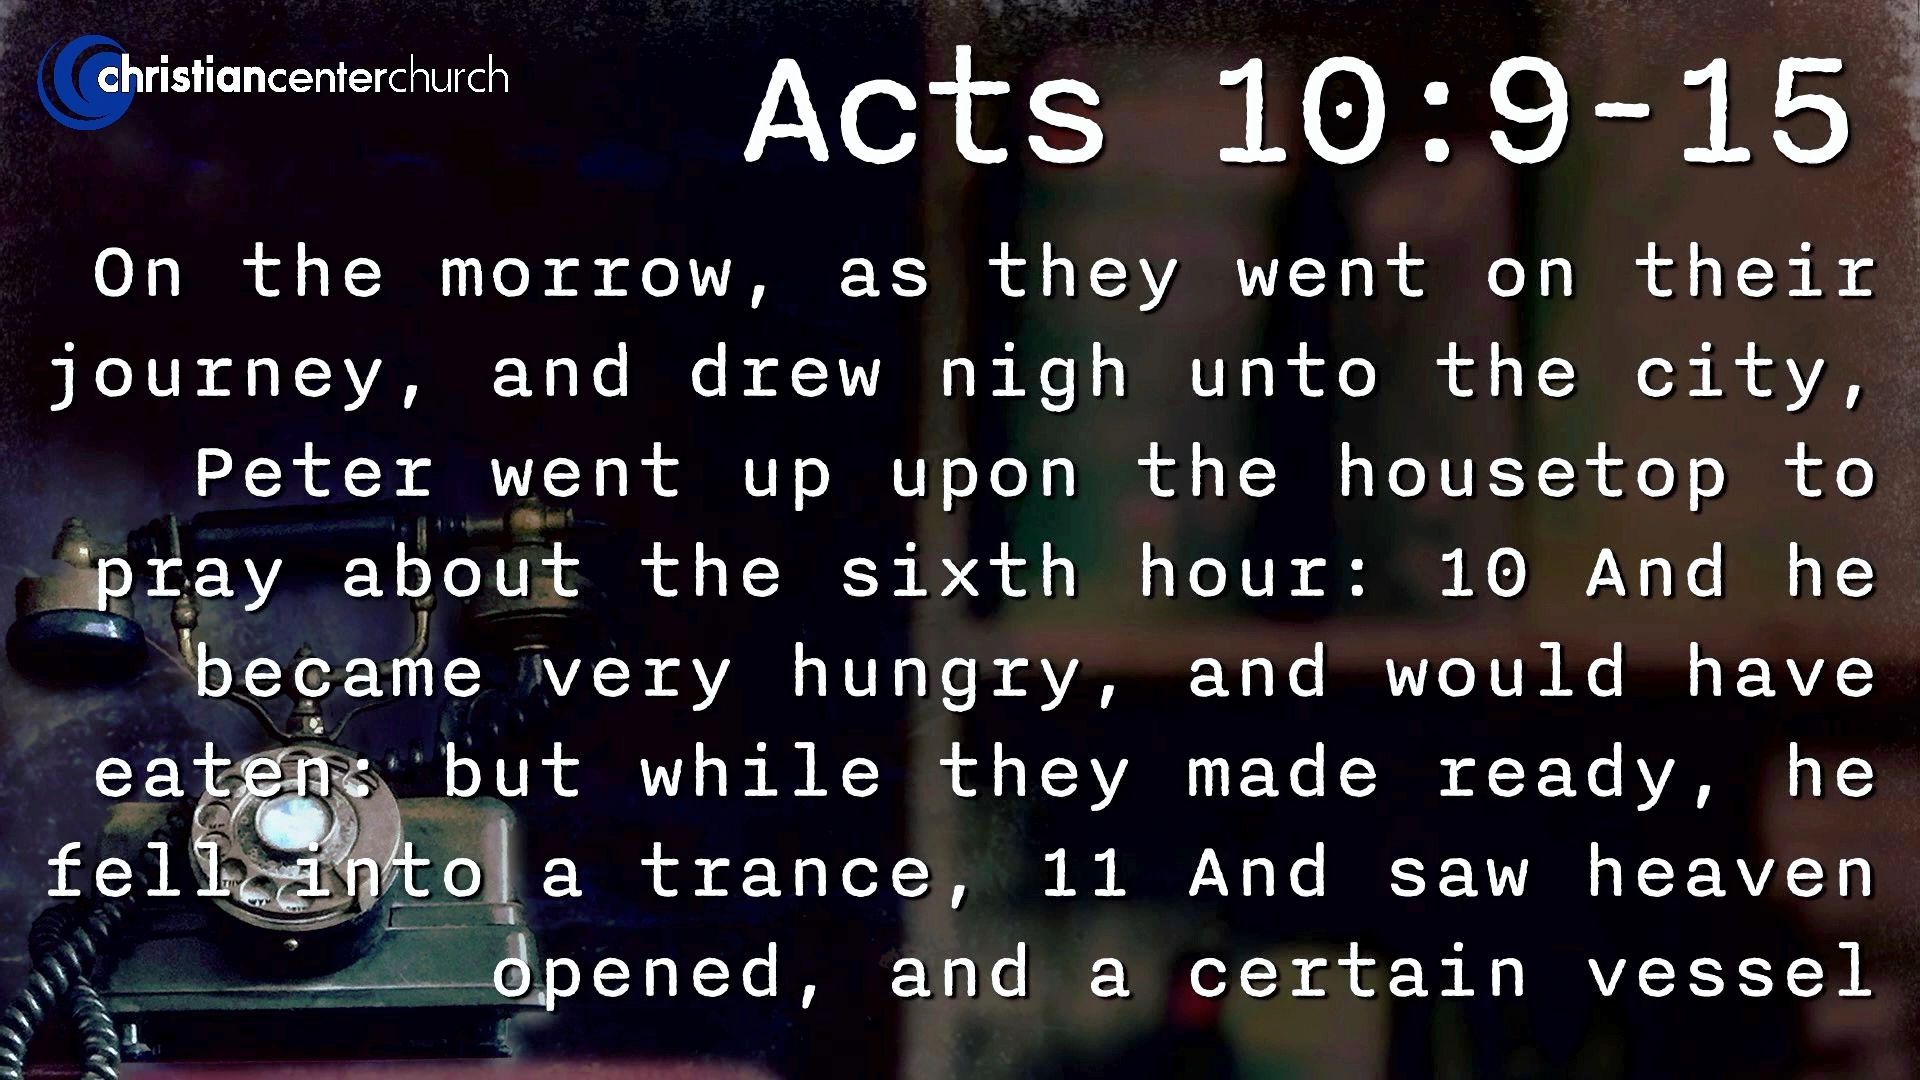 christiancenterchurch
Acts 10:9-15
On the morrow, as they went on their
journey, and drew nigh unto the city,
Peter went up upon the housetop to
pray about the sixth hour: 10 And he
became very hungry, and would have
eaten: but while they made ready, he
fell into a trance, 11 And saw heaven
opened, and a certain vessel